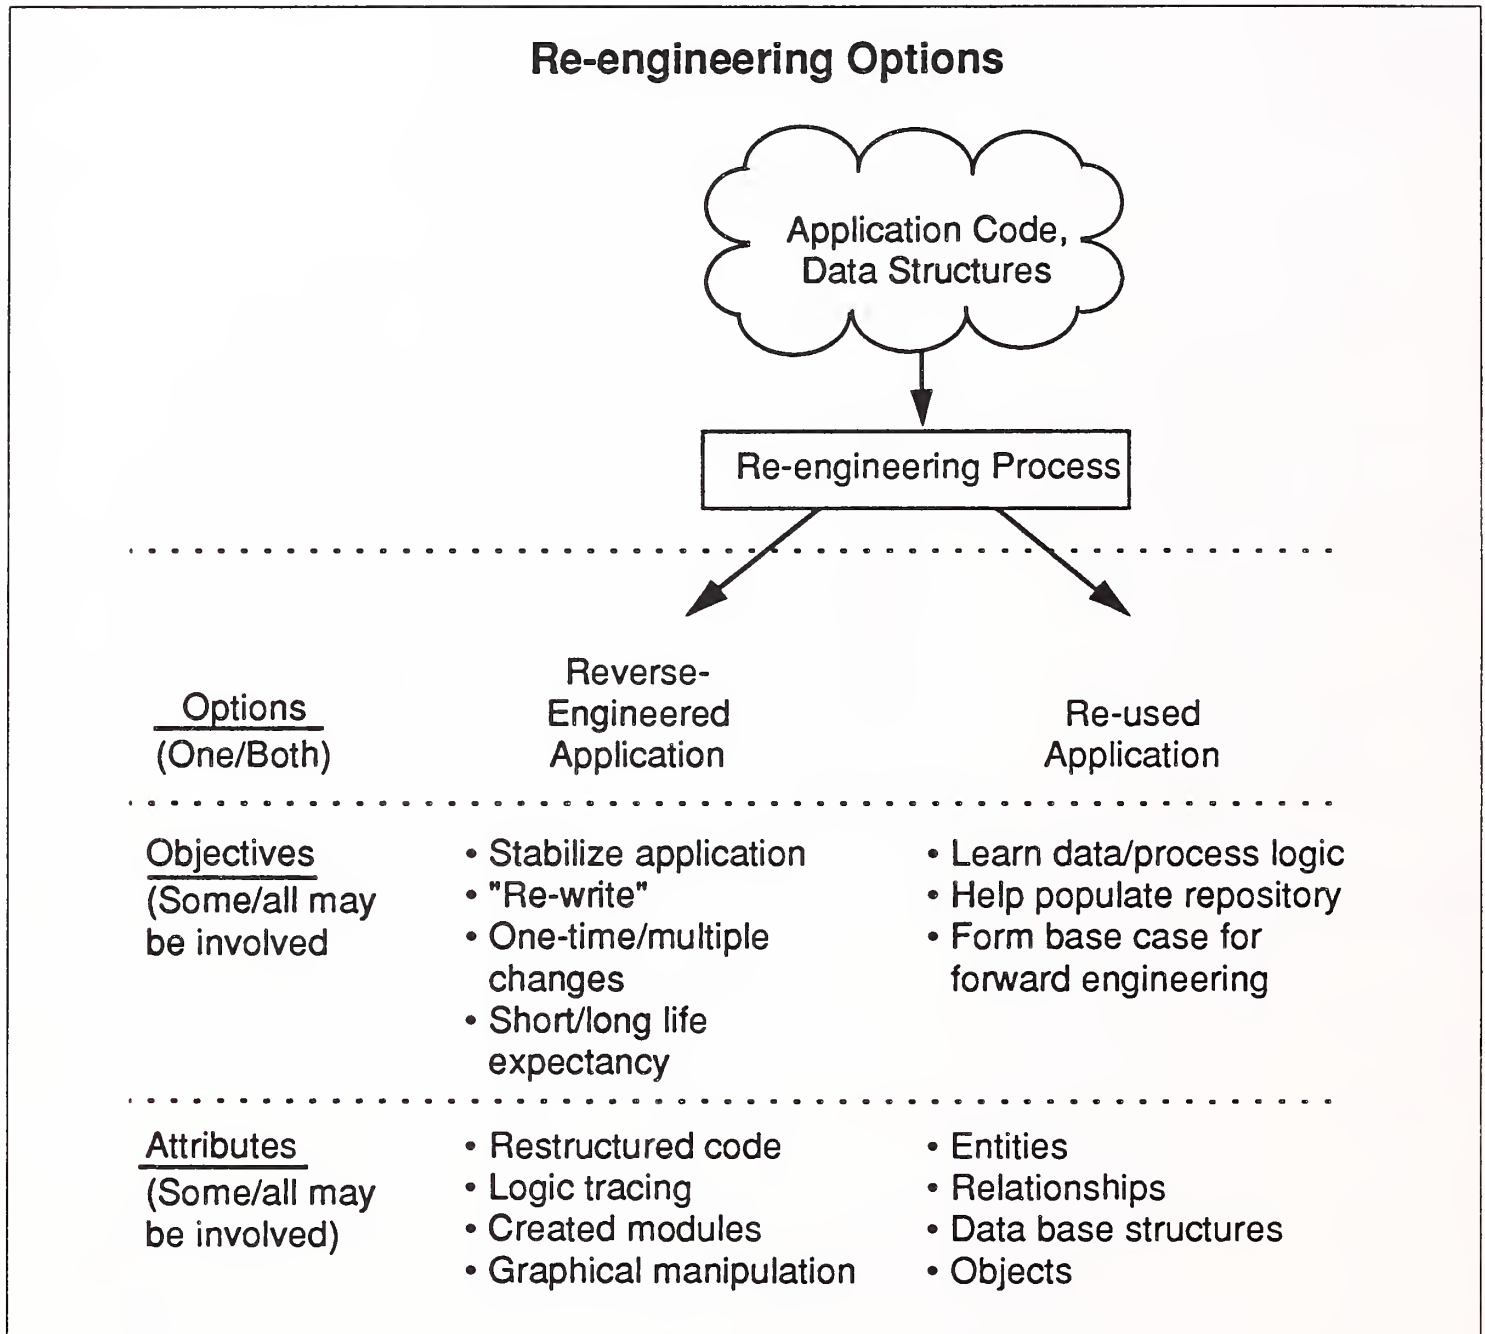 Re-engineering Options
Application Code,
Data Structures
Re-engineering Process
Options
(One/Both)
Reverse-
Engineered
Application
Re-used
Application
Objectives
(Some/all may
be involved
• Stabilize application
• "Re-write"
• One-time/multiple
changes
• Short/long life
expectancy
• Learn data/process logic
• Help populate repository
• Form base case for
forward engineering
Attributes
(Some/all may
be involved)
• Restructured code
• Logic tracing
• Created modules
• Graphical manipulation
• Entities
• Relationships
• Data base structures
• Objects